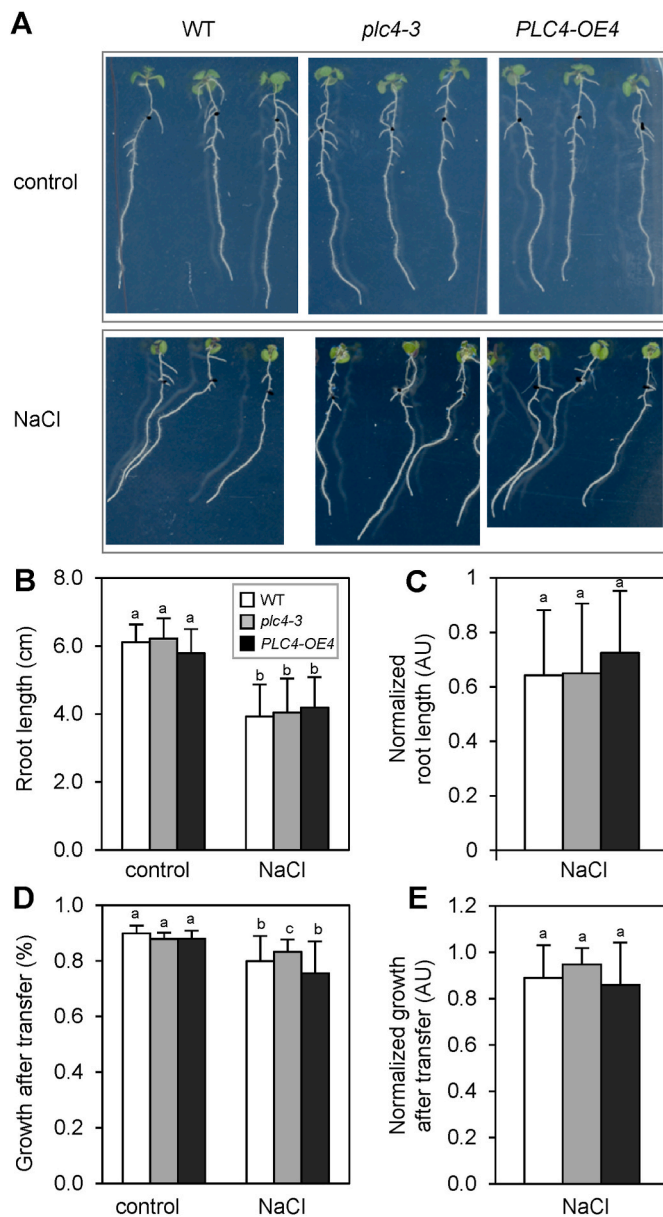 A
WT plc4-3 PLC4-OE4
control
NaCl
B
Rroot length (cm)
8.0
6.0
4.0
2.0
0.0
a a a
b b b
WT
plc4-3
PLC4-OE4
control NaCl
C
Normalized
root length (AU)
1
0.8
0.6
0.4
0.2
0
a a a
NaCl
D
Growth after transfer (%)
1.0
0.8
0.6
0.4
0.2
0.0
a a a
b c b
control NaCl
E
Normalized growth
after transfer (AU)
1.2
1.0
0.8
0.6
0.4
0.2
0.0
a a a
NaCl